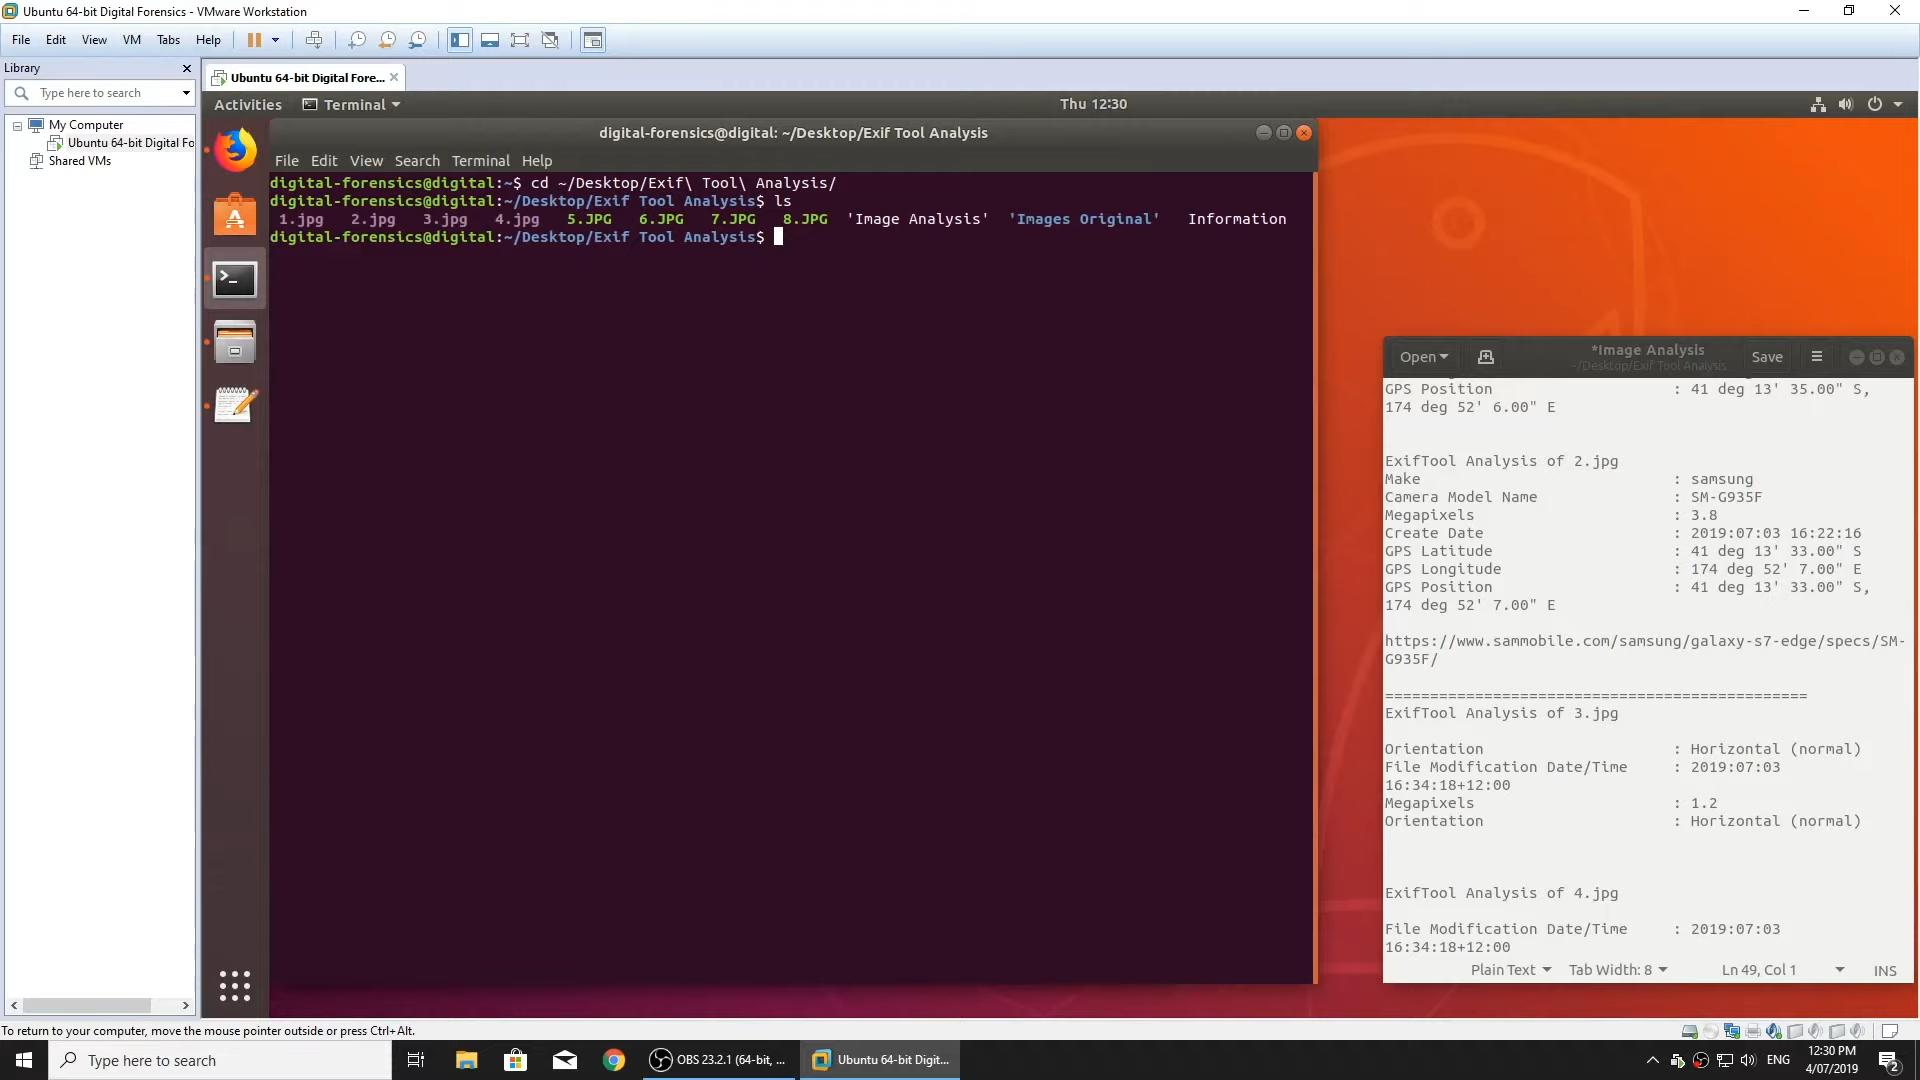 Ubuntu 64-bit Digital Forensics - VMware Workstation
File Edit View VM Tabs Help
Library
Ubuntu 64-bit Digital Fore...
Type here to search
Activities Terminal Thu 12:30
My Computer
Ubuntu 64-bit Digital Fo
Shared VMs
digital-forensics@digital: ~/Desktop/Exif Tool Analysis
File Edit View Search Terminal Help
digital-forensics@digital:~$ cd ~/Desktop/Exif\ Tool\ Analysis/
digital-forensics@digital:~/Desktop/Exif Tool Analysis$ ls
1.jpg 2.jpg 3.jpg 4.jpg 5.JPG 6.JPG 7.JPG 8.JPG 'Image Analysis' 'Images Original' Information
digital-forensics@digital:~/Desktop/Exif Tool Analysis$
Open *Image Analysis Save
~/Desktop/Exif Tool Analysis
GPS Position : 41 deg 13' 35.00" S,
174 deg 52' 6.00" E
ExifTool Analysis of 2.jpg
Make : samsung
Camera Model Name : SM-G935F
Megapixels : 3.8
Create Date : 2019:07:03 16:22:16
GPS Latitude : 41 deg 13' 33.00" S
GPS Longitude : 174 deg 52' 7.00" E
GPS Position : 41 deg 13' 33.00" S,
174 deg 52' 7.00" E
https://www.sammobile.com/samsung/galaxy-s7-edge/specs/SM-
G935F/
===============================================
ExifTool Analysis of 3.jpg
Orientation : Horizontal (normal)
File Modification Date/Time : 2019:07:03
16:34:18+12:00
Megapixels : 1.2
Orientation : Horizontal (normal)
ExifTool Analysis of 4.jpg
File Modification Date/Time : 2019:07:03
16:34:18+12:00
Plain Text Tab Width: 8 Ln 49, Col 1 INS
To return to your computer, move the mouse pointer outside or press Ctrl+Alt.
Type here to search
OBS 23.2.1 (64-bit, ...
Ubuntu 64-bit Digit...
ENG
12:30 PM
4/07/2019
2